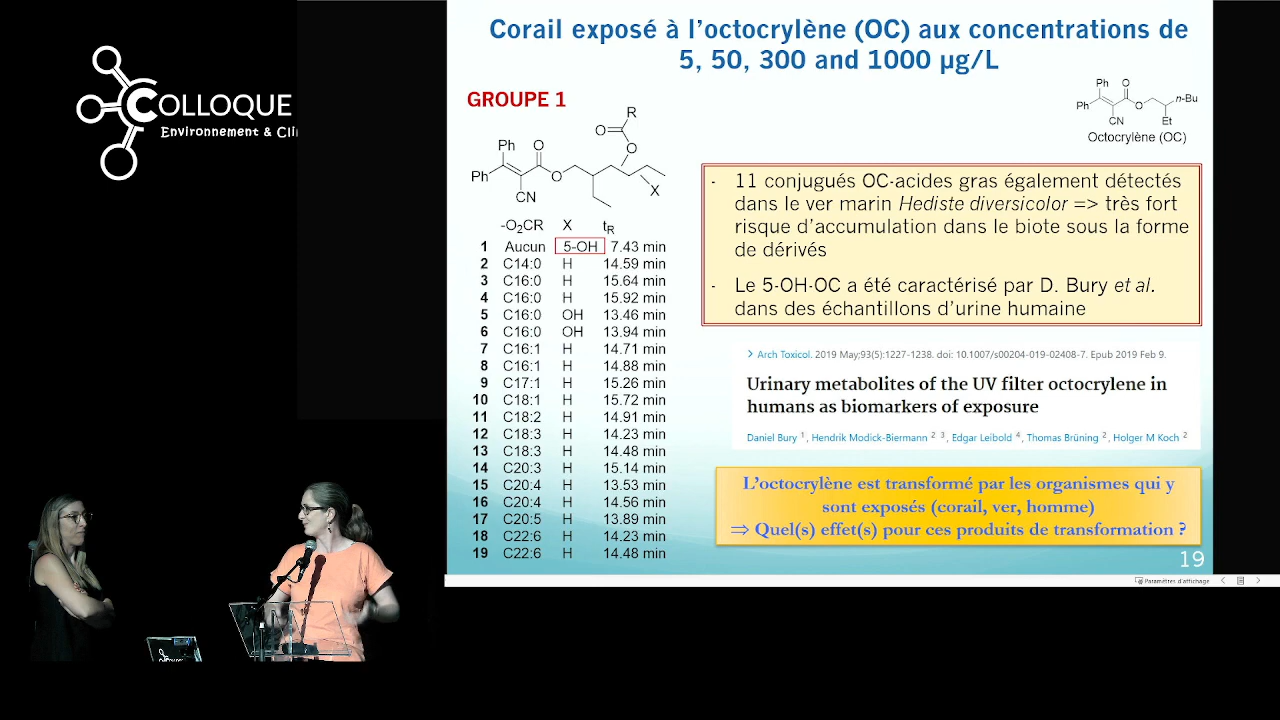 COLLOQUE
Environnement & Cli
Corail exposé à l'octocrylène (OC) aux concentrations de
5, 50, 300 and 1000 µg/L
GROUPE 1
Ph
Ph
O
O
CN
O
O
R
X
Ph
Ph
O
O
CN
n-Bu
Et
Octocrylène (OC)
-O₂CR X tR
1 Aucun 5-OH 7.43 min
2 C14:0 H 14.59 min
3 C16:0 H 15.64 min
4 C16:0 H 15.92 min
5 C16:0 OH 13.46 min
6 C16:0 OH 13.94 min
7 C16:1 H 14.71 min
8 C16:1 H 14.88 min
9 C17:1 H 15.26 min
10 C18:1 H 15.72 min
11 C18:2 H 14.91 min
12 C18:3 H 14.23 min
13 C18:3 H 14.48 min
14 C20:3 H 15.14 min
15 C20:4 H 13.53 min
16 C20:4 H 14.56 min
17 C20:5 H 13.89 min
18 C22:6 H 14.23 min
19 C22:6 H 14.48 min
- 11 conjugués OC-acides gras également détectés
dans le ver marin Hediste diversicolor => très fort
risque d'accumulation dans le biote sous la forme
de dérivés
- Le 5-OH-OC a été caractérisé par D. Bury et al.
dans des échantillons d'urine humaine
> Arch Toxicol. 2019 May;93(5):1227-1238. doi: 10.1007/s00204-019-02408-7. Epub 2019 Feb 9.
Urinary metabolites of the UV filter octocrylene in
humans as biomarkers of exposure
Daniel Bury 1, Hendrik Modick-Biermann 2 3, Edgar Leibold 4, Thomas Brüning 2, Holger M Koch 2
L'octocrylène est transformé par les organismes qui y
sont exposés (corail, ver, homme)
⇒ Quel(s) effet(s) pour ces produits de transformation ?
19
Paramètres d'affichage